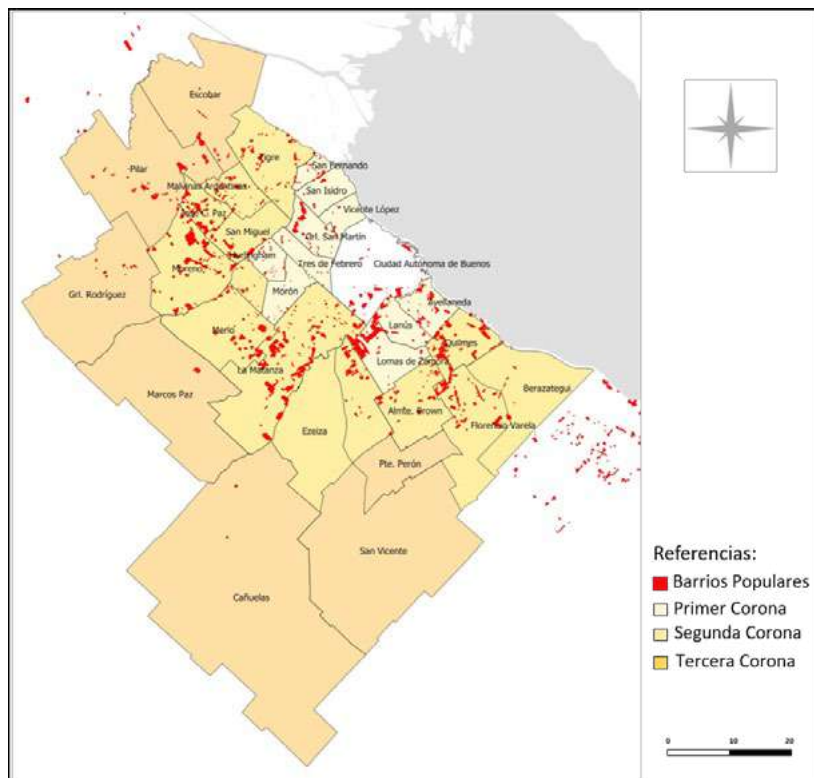 Escobar
Tigre
Pilar
San Fernando
Malvinas Argentinas
San Isidro
José C. Paz
Vicente López
San Miguel
Grl. San Martín
Hurlingham
Tres de Febrero
Ciudad Autónoma de Buenos
Moreno
Grl. Rodríguez
Morón
Avellaneda
Merlo
Lanús
Quilmes
Lomas de Zamora
La Matanza
Marcos Paz
Berazategui
Almte. Brown
Ezeiza
Florencio Varela
Pte. Perón
San Vicente
Cañuelas
Referencias:
Barrios Populares
Primer Corona
Segunda Corona
Tercera Corona
0 10 20